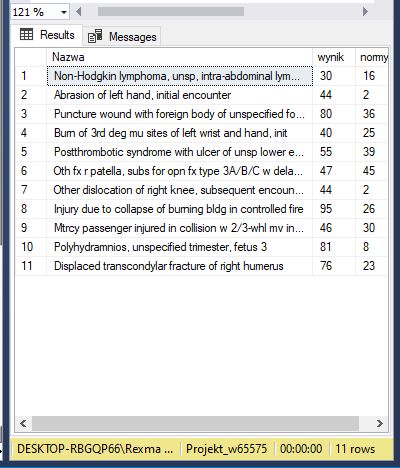 121 %
Results Messages
Nazwa wynik normy
1 Non-Hodgkin lymphoma, unsp, intra-abdominal lym... 30 16
2 Abrasion of left hand, initial encounter 44 2
3 Puncture wound with foreign body of unspecified fo... 80 36
4 Burn of 3rd deg mu sites of left wrist and hand, init 40 25
5 Postthrombotic syndrome with ulcer of unsp lower e... 55 39
6 Oth fx r patella, subs for opn fx type 3A/B/C w dela... 47 45
7 Other dislocation of right knee, subsequent encoun... 44 2
8 Injury due to collapse of burning bldg in controlled fire 95 26
9 Mtrcy passenger injured in collision w 2/3-whl mv in... 46 30
10 Polyhydramnios, unspecified trimester, fetus 3 81 8
11 Displaced transcondylar fracture of right humerus 76 23
DESKTOP-RBGQP66\Rexma ... Projekt_w65575 00:00:00 11 rows